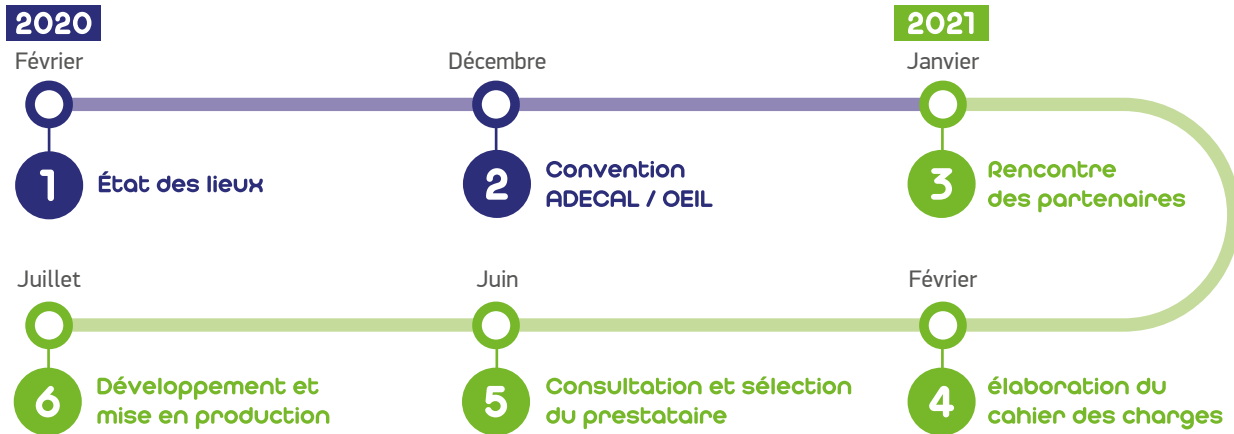 2020
Février
1
État des lieux
Décembre
2
Convention
ADECAL / OEIL
2021
Janvier
3
Rencontre
des partenaires
Février
4
élaboration du
cahier des charges
Juin
5
Consultation et sélection
du prestataire
Juillet
6
Développement et
mise en production